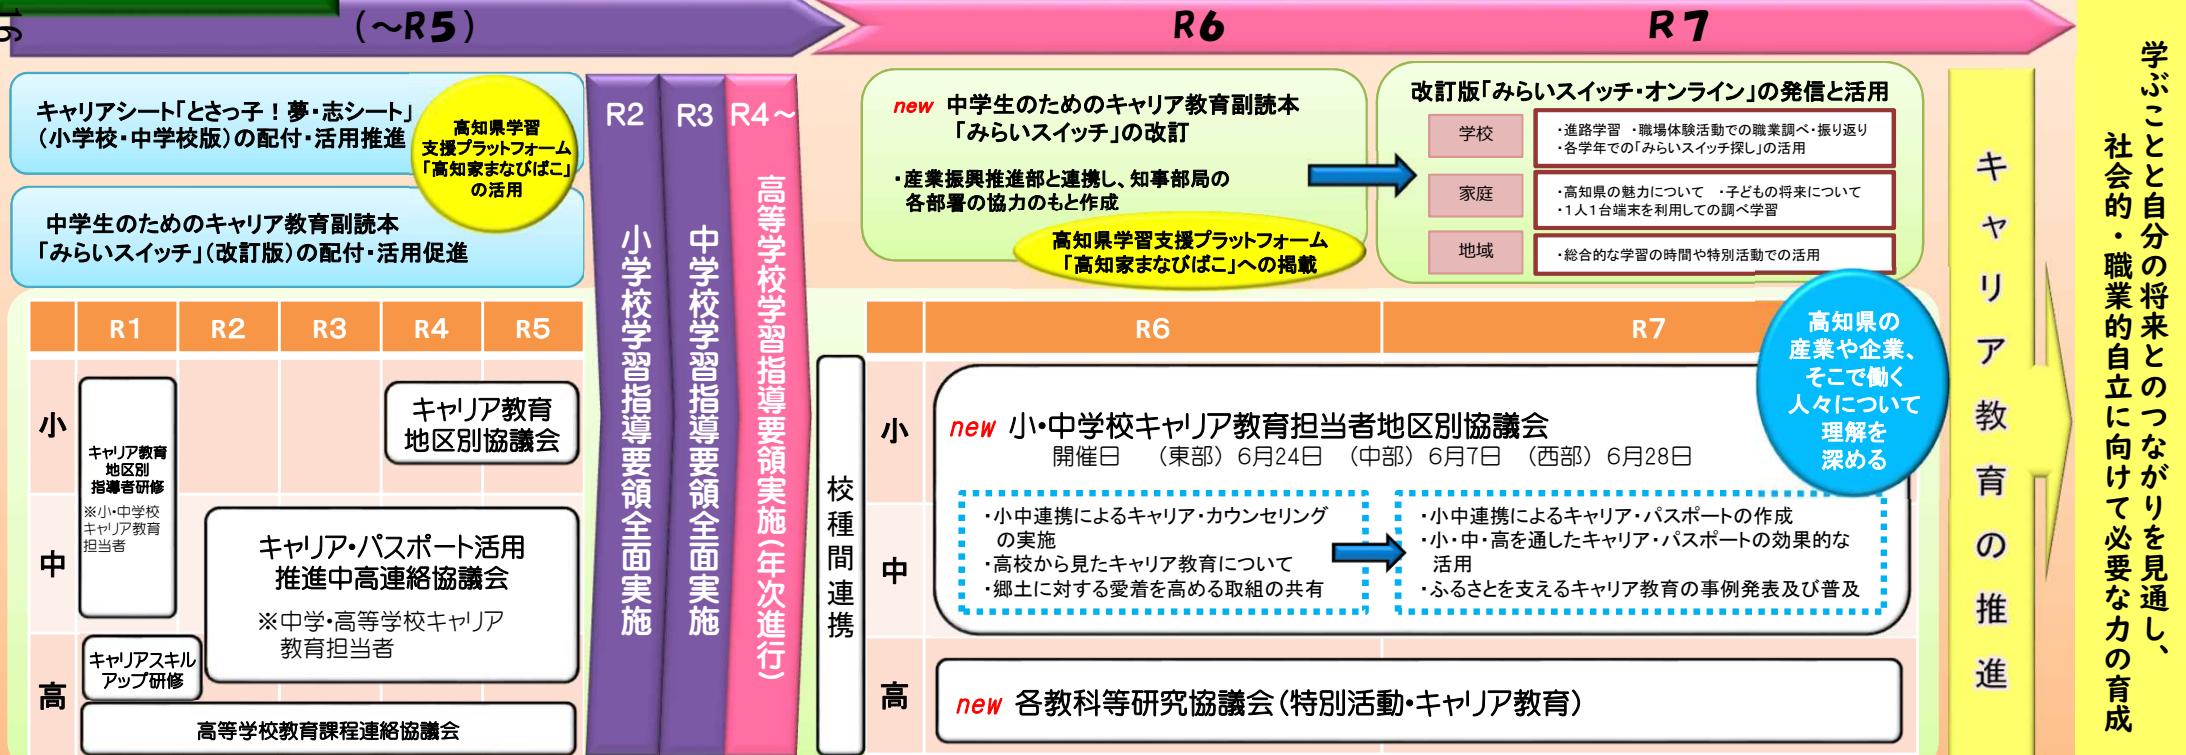 (～R5)
R6
R7
キャリアシート「とさっ子！夢・志シート」
（小学校・中学校版）の配付・活用推進
高知県学習
支援プラットフォーム
「高知家まなびばこ」
の活用
中学生のためのキャリア教育副読本
「みらいスイッチ」（改訂版）の配付・活用促進
R1
R2
R3
R4
R5
小
中
高
キャリア教育
地区別
指導者研修
※小・中学校
キャリア教育
担当者
キャリア教育
地区別協議会
キャリア・パスポート活用
推進中高連絡協議会
※中学・高等学校キャリア
教育担当者
キャリアスキル
アップ研修
高等学校教育課程連絡協議会
R2
小学校学習指導要領全面実施
R3
中学校学習指導要領全面実施
R4～
高等学校学習指導要領実施（年次進行）
校種間連携
new 中学生のためのキャリア教育副読本
「みらいスイッチ」の改訂
・産業振興推進部と連携し、知事部局の
各部署の協力のもと作成
高知県学習支援プラットフォーム
「高知家まなびばこ」への掲載
改訂版「みらいスイッチ・オンライン」の発信と活用
学校
・進路学習 ・職場体験活動での職業調べ・振り返り
・各学年での「みらいスイッチ探し」の活用
家庭
・高知県の魅力について ・子どもの将来について
・1人1台端末を利用しての調べ学習
地域
・総合的な学習の時間や特別活動での活用
R6
R7
高知県の
産業や企業、
そこで働く
人々について
理解を
深める
小
中
高
new 小・中学校キャリア教育担当者地区別協議会
開催日 （東部）6月24日 （中部）6月7日 （西部）6月28日
・小中連携によるキャリア・カウンセリング
の実施
・高校から見たキャリア教育について
・郷土に対する愛着を高める取組の共有
・小中連携によるキャリア・パスポートの作成
・小・中・高を通したキャリア・パスポートの効果的な
活用
・ふるさとを支えるキャリア教育の事例発表及び普及
new 各教科等研究協議会（特別活動・キャリア教育）
キャリア教育の推進
学ぶことと自分の将来とのつながりを見通し、
社会的・職業的自立に向けて必要な力の育成